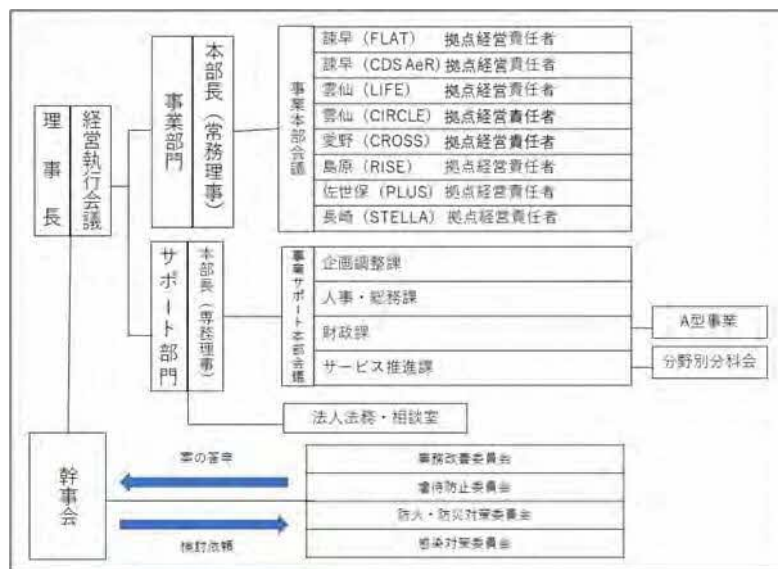 理事長
経営執行会議
事業部門
本部長（常務理事）
事業本部会議
諫早（FLAT） 拠点経営責任者
諫早（CDS AeR）拠点経営責任者
雲仙（LIFE） 拠点経営責任者
雲仙（CIRCLE）拠点経営責任者
愛野（CROSS） 拠点経営責任者
島原（RISE） 拠点経営責任者
佐世保（PLUS）拠点経営責任者
長崎（STELLA）拠点経営責任者
サポート部門
本部長（専務理事）
事業サポート本部会議
企画調整課
人事・総務課
財政課
サービス推進課
A型事業
分野別分科会
法人法務・相談室
幹事会
案の答申
検討依頼
業務改善委員会
虐待防止委員会
防火・防災対策委員会
感染対策委員会